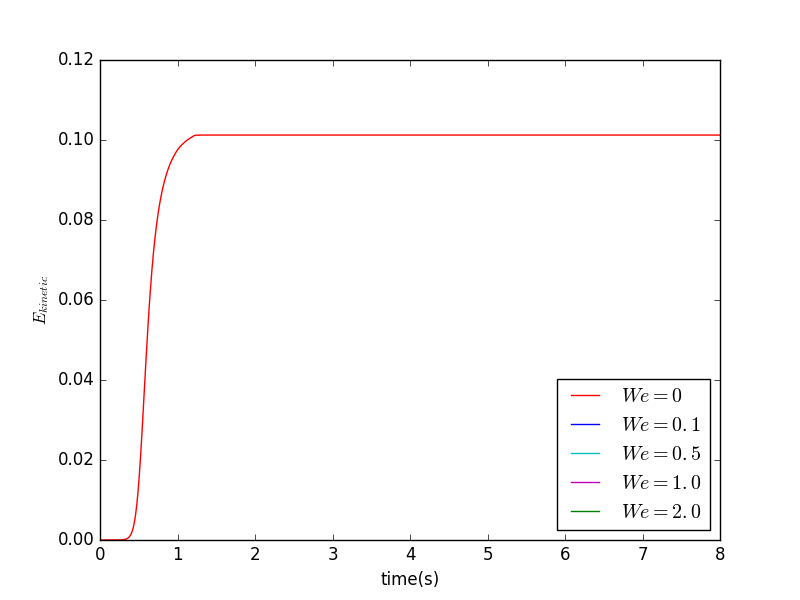 0.12
0.10
0.08
0.06
0.04
0.02
0.00
E_kinetic
0 1 2 3 4 5 6 7 8
time(s)
We = 0
We = 0.1
We = 0.5
We = 1.0
We = 2.0